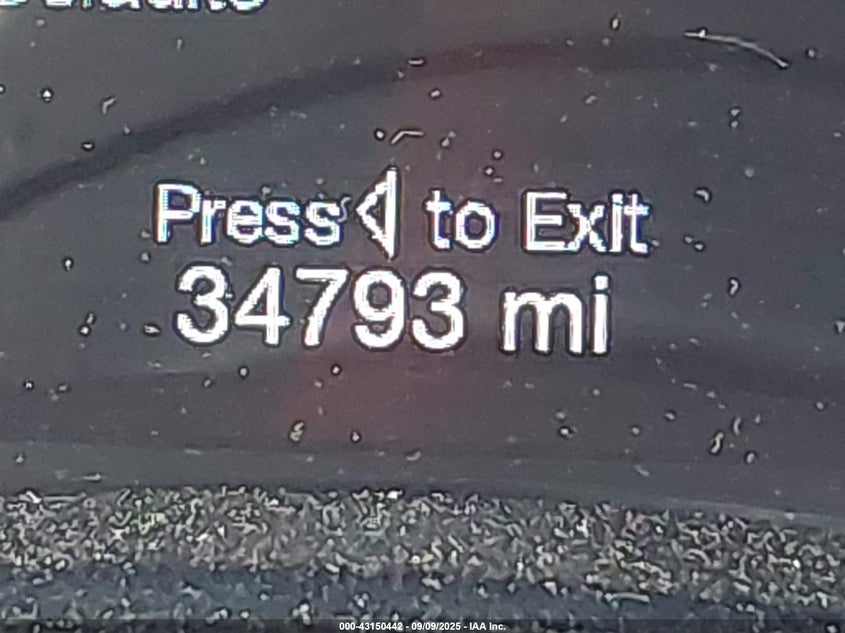 Press◁ to Exit
34793 mi
000-43150442 - 09/09/2025 - IAA Inc.